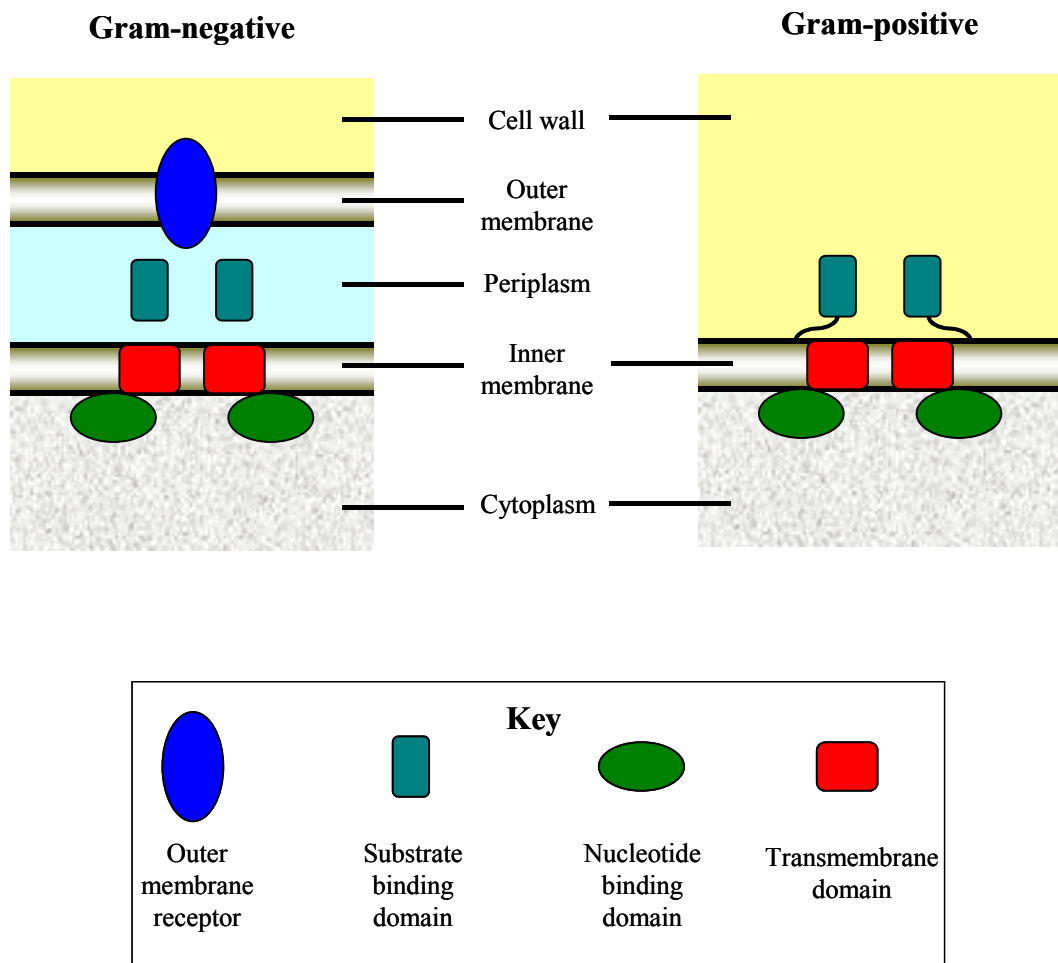 Gram-negative
Gram-positive
Cell wall
Outer
membrane
Periplasm
Inner
membrane
Cytoplasm
Key
Outer
membrane
receptor
Substrate
binding
domain
Nucleotide
binding
domain
Transmembrane
domain